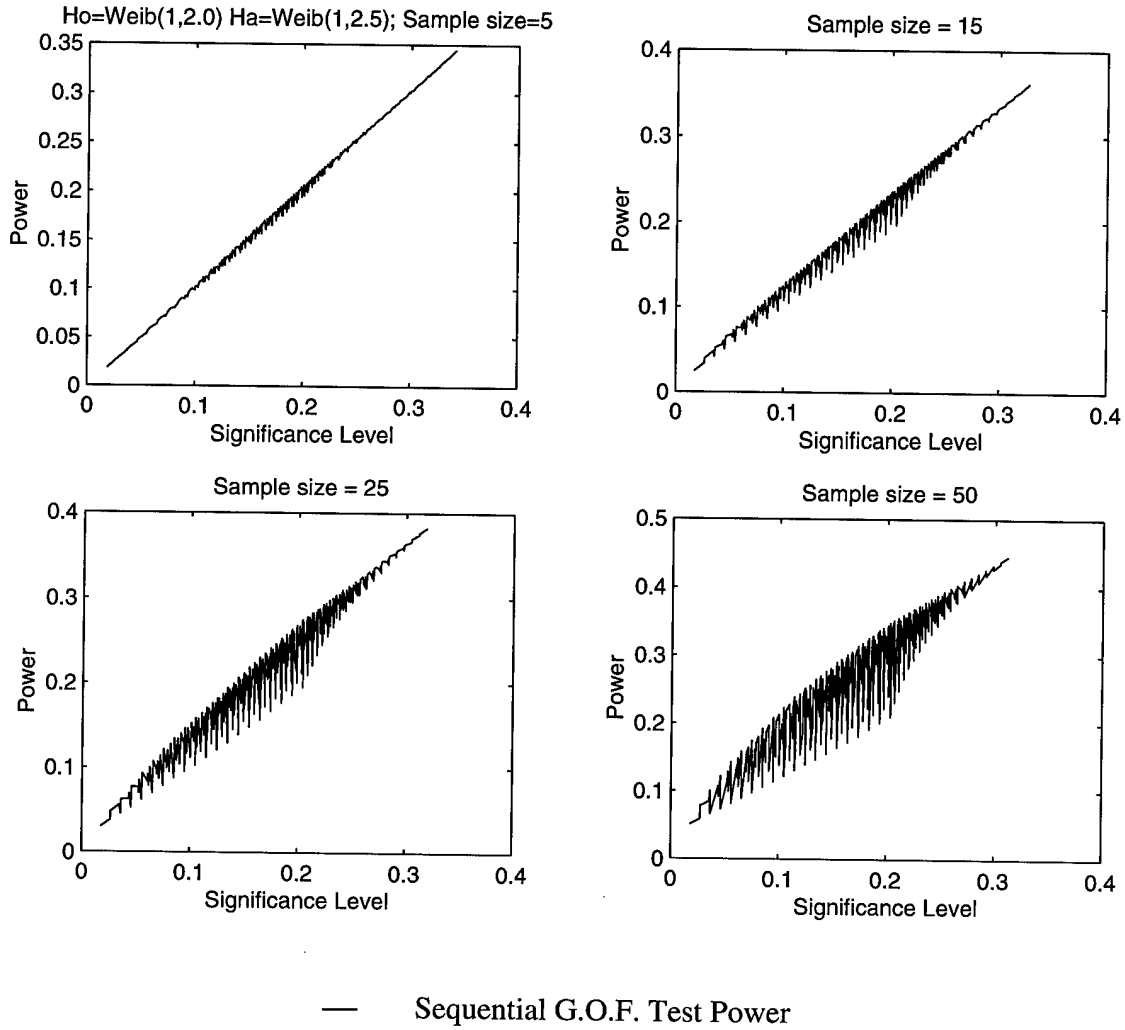 Ho=Weib(1,2.0) Ha=Weib(1,2.5); Sample size=5
0.35
0.3
0.25
0.2
0.15
0.1
0.05
0
Power
0 0.1 0.2 0.3 0.4
Significance Level
Sample size = 15
0.4
0.3
0.2
0.1
0
Power
0 0.1 0.2 0.3 0.4
Significance Level
Sample size = 25
0.4
0.3
0.2
0.1
0
Power
0 0.1 0.2 0.3 0.4
Significance Level
Sample size = 50
0.5
0.4
0.3
0.2
0.1
0
Power
0 0.1 0.2 0.3 0.4
Significance Level
Sequential G.O.F. Test Power